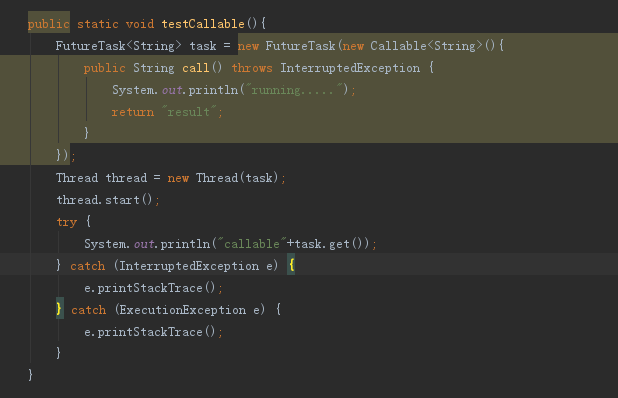 public static void testCallable(){
FutureTask<String> task = new FutureTask(new Callable<String>(){
public String call() throws InterruptedException {
System.out.println("running.....");
return "result";
}
});
Thread thread = new Thread(task);
thread.start();
try {
System.out.println("callable"+task.get());
} catch (InterruptedException e) {
e.printStackTrace();
} catch (ExecutionException e) {
e.printStackTrace();
}
}